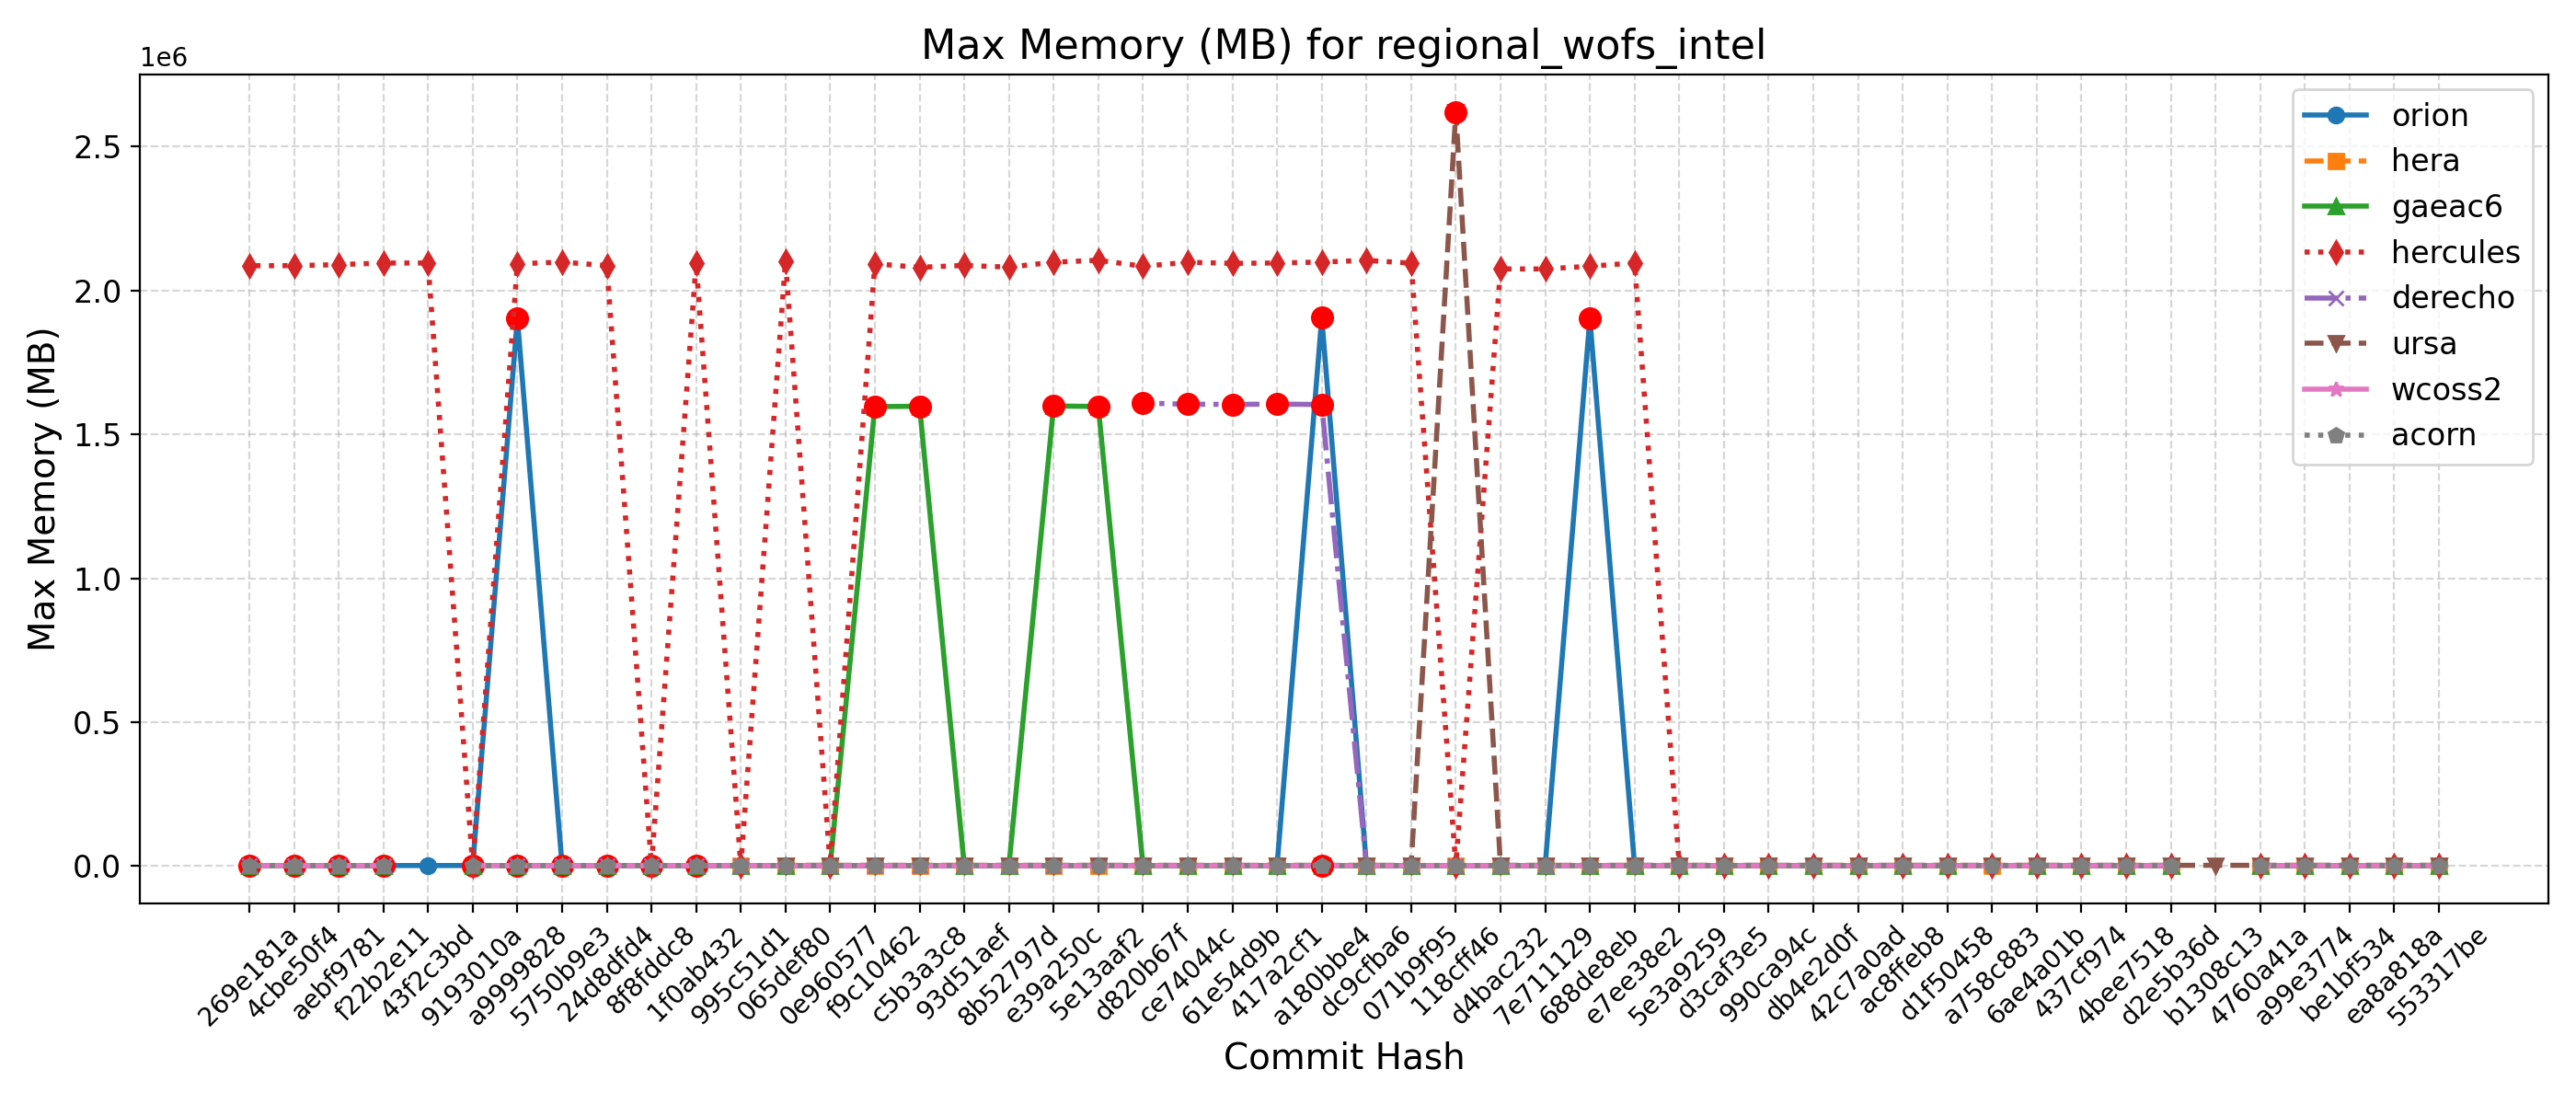 Max Memory (MB) for regional_wofs_intel
1e6
2.5
2.0
1.5
1.0
0.5
0.0
Max Memory (MB)
orion
hera
gaeac6
hercules
derecho
ursa
wcoss2
acorn
269e181a
4cbe50f4
aebf9781
f22b2e11
43f2c3bd
9193010a
a9999828
5750b9e3
24d8dfd4
8f8fddc8
1f0ab432
995c51d1
065def80
0e960577
f9c10462
c5b3a3c8
93d51aef
8b52797d
e39a250c
5e13aaf2
d820b67f
ce74044c
61e54d9b
417a2cf1
a180bbe4
dc9cfba6
071b9f95
118cff46
d4bac232
7e711129
688de8eb
e7ee38e2
5e3a9259
d3caf3e5
990ca94c
db4e2d0f
42c7a0ad
ac8ffeb8
d1f50458
a758c883
6ae4a01b
437cf974
4bee7518
d2e5b36d
b1308c13
4760a41a
a99e3774
be1bf534
ea8a818a
553317be
Commit Hash